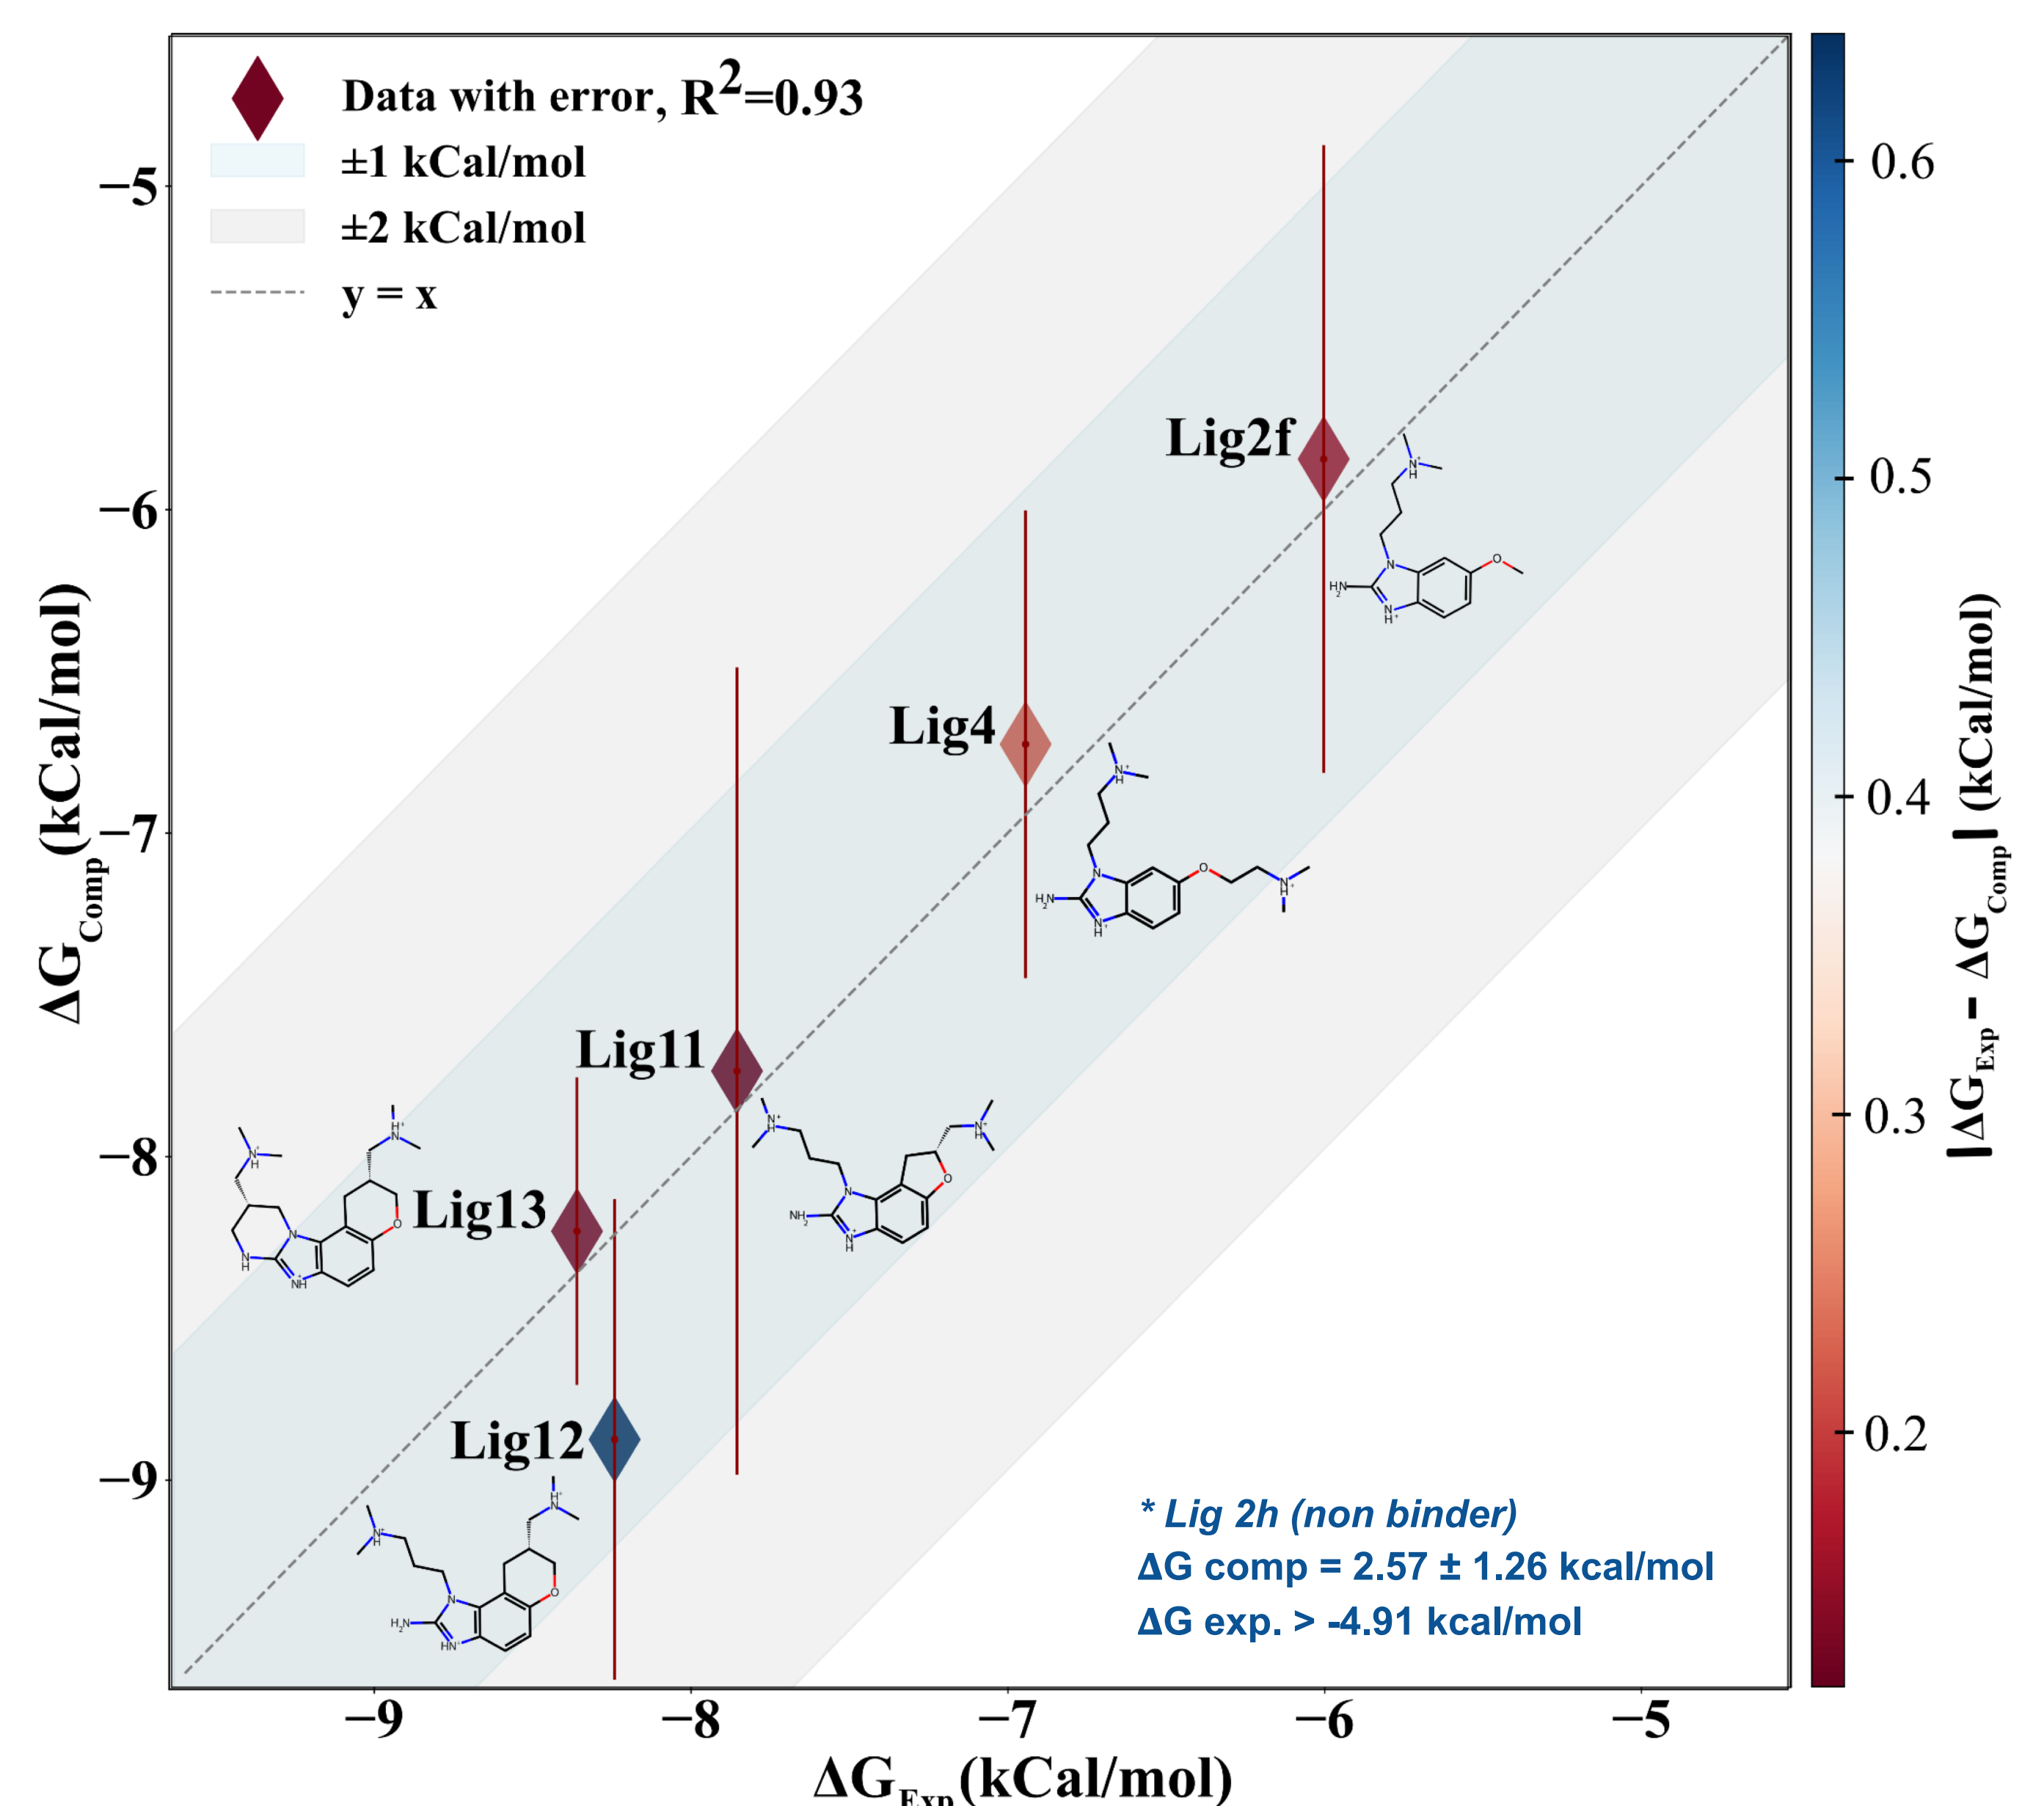 Data with error, R²=0.93
±1 kCal/mol
±2 kCal/mol
y = x
ΔG_Comp (kCal/mol)
−5
−6
−7
−8
−9
Lig2f
Lig4
Lig11
Lig13
Lig12
* Lig 2h (non binder)
ΔG comp = 2.57 ± 1.26 kcal/mol
ΔG exp. > -4.91 kcal/mol
−9 −8 −7 −6 −5
ΔG_Exp (kCal/mol)
0.6
0.5
0.4
0.3
0.2
|ΔG_Exp - ΔG_Comp| (kCal/mol)